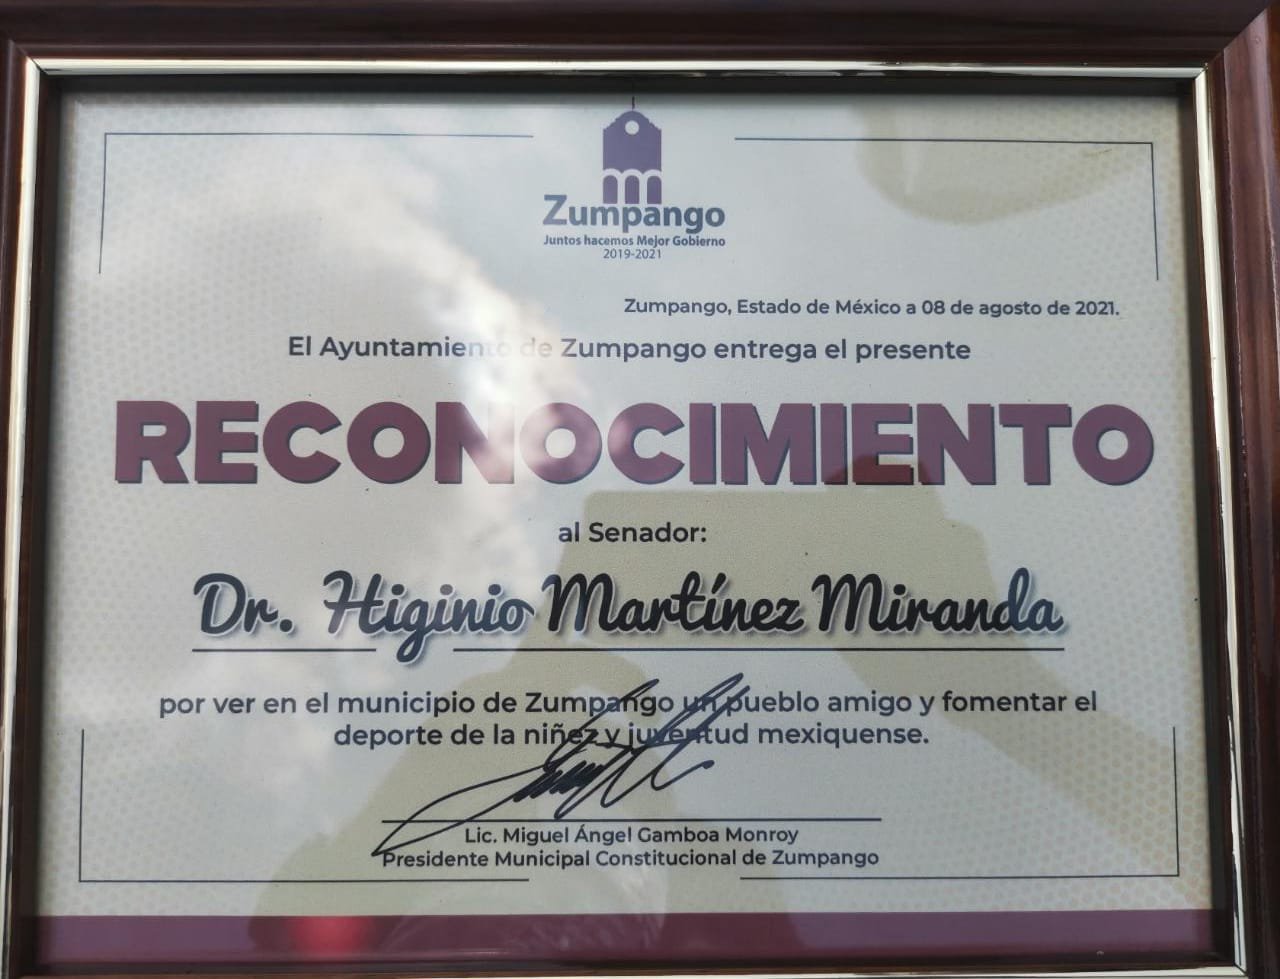 Zumpango
Juntos hacemos Mejor Gobierno
2019-2021
Zumpango, Estado de México a 08 de agosto de 2021.
El Ayuntamiento de Zumpango entrega el presente
RECONOCIMIENTO
al Senador:
Dr. Higinio Martínez Miranda
por ver en el municipio de Zumpango un pueblo amigo y fomentar el
deporte de la niñez y juventud mexiquense.
Lic. Miguel Ángel Gamboa Monroy
Presidente Municipal Constitucional de Zumpango